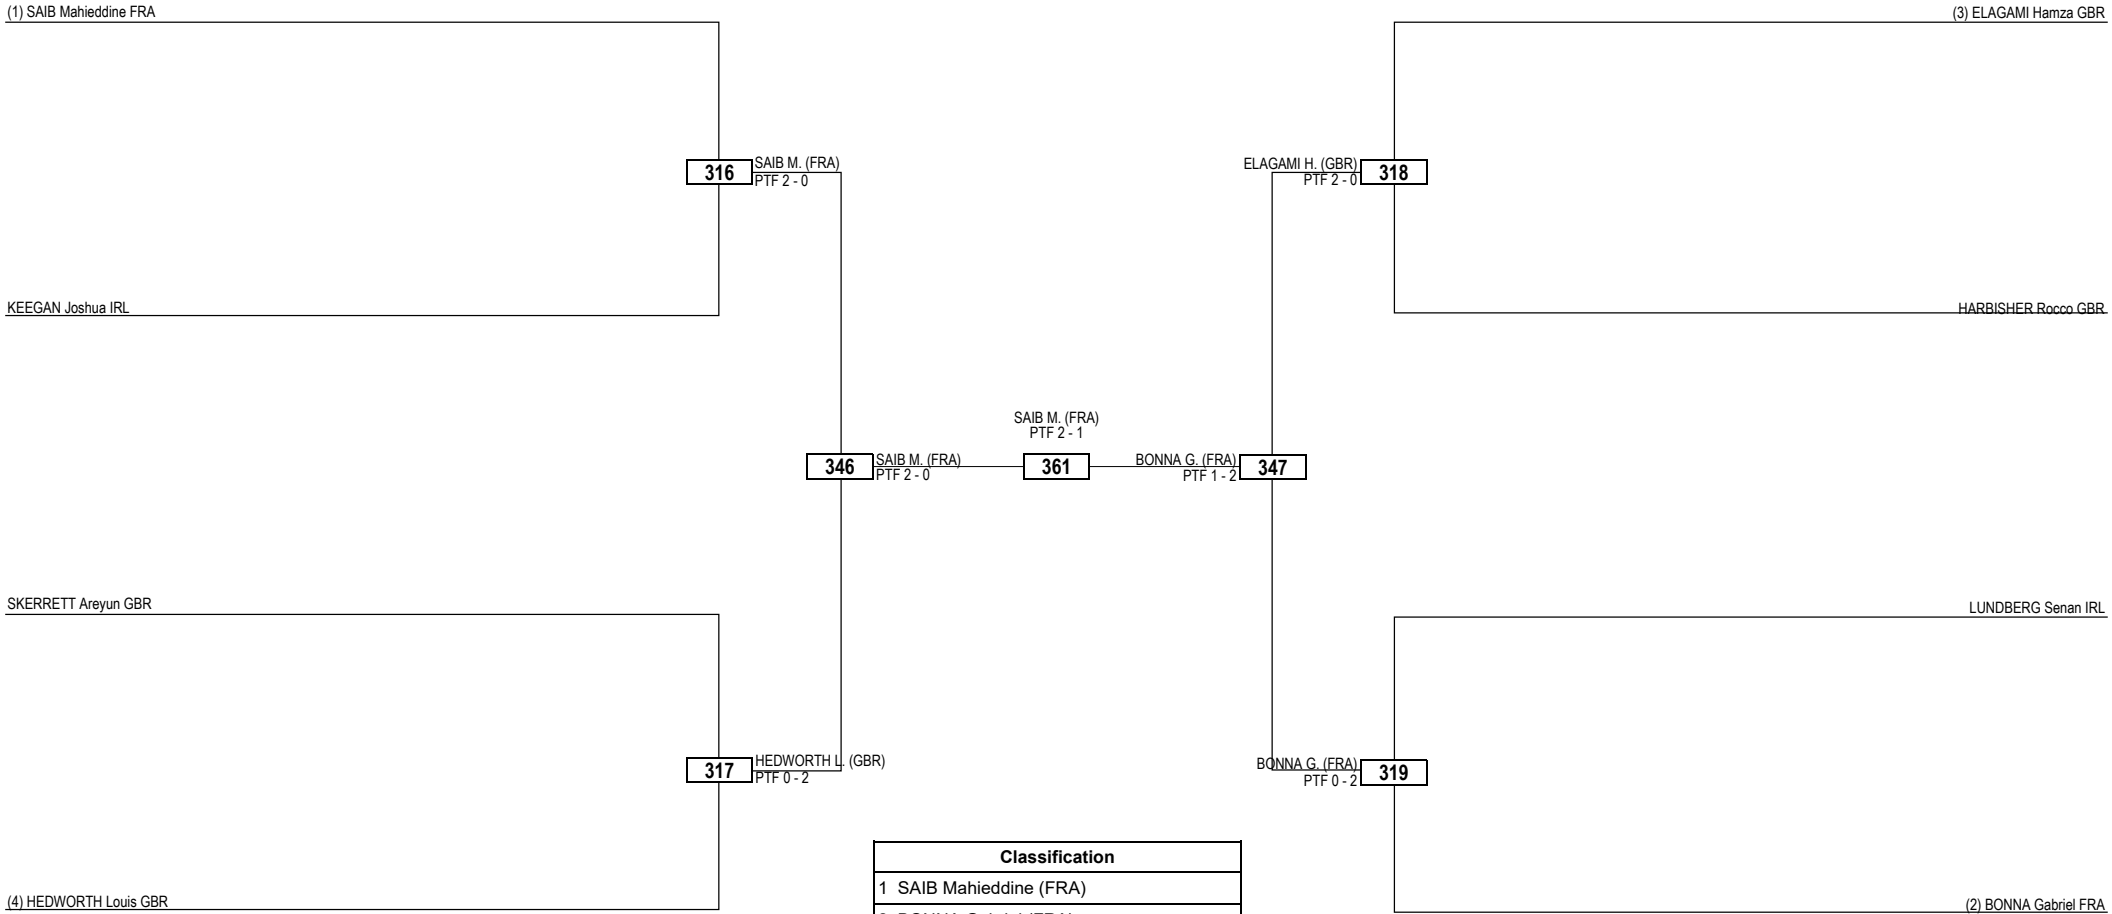 (1) SAIB Mahieddine FRA
(3) ELAGAMI Hamza GBR
316
SAIB M. (FRA)
PTF 2 - 0
ELAGAMI H. (GBR)
PTF 2 - 0
318
KEEGAN Joshua IRL
HARBISHER Rocco GBR
SAIB M. (FRA)
PTF 2 - 1
346
SAIB M. (FRA)
PTF 2 - 0
361
BONNA G. (FRA)
PTF 1 - 2
347
SKERRETT Areyun GBR
LUNDBERG Senan IRL
317
HEDWORTH L. (GBR)
PTF 0 - 2
BONNA G. (FRA)
PTF 0 - 2
319
Classification
1 SAIB Mahieddine (FRA)
(4) HEDWORTH Louis GBR
(2) BONNA Gabriel FRA